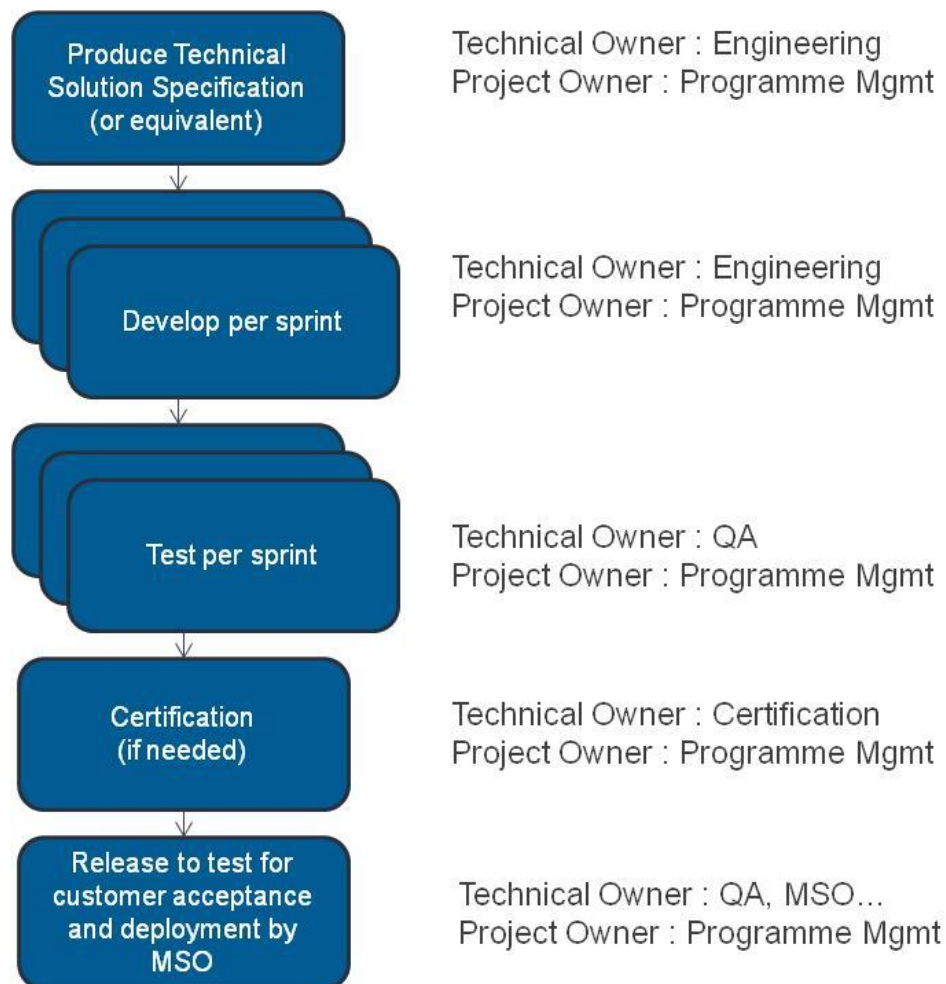 Produce Technical
Solution Specification
(or equivalent)
Technical Owner : Engineering
Project Owner : Programme Mgmt
Develop per sprint
Technical Owner : Engineering
Project Owner : Programme Mgmt
Test per sprint
Technical Owner : QA
Project Owner : Programme Mgmt
Certification
(if needed)
Technical Owner : Certification
Project Owner : Programme Mgmt
Release to test for
customer acceptance
and deployment by
MSO
Technical Owner : QA, MSO...
Project Owner : Programme Mgmt